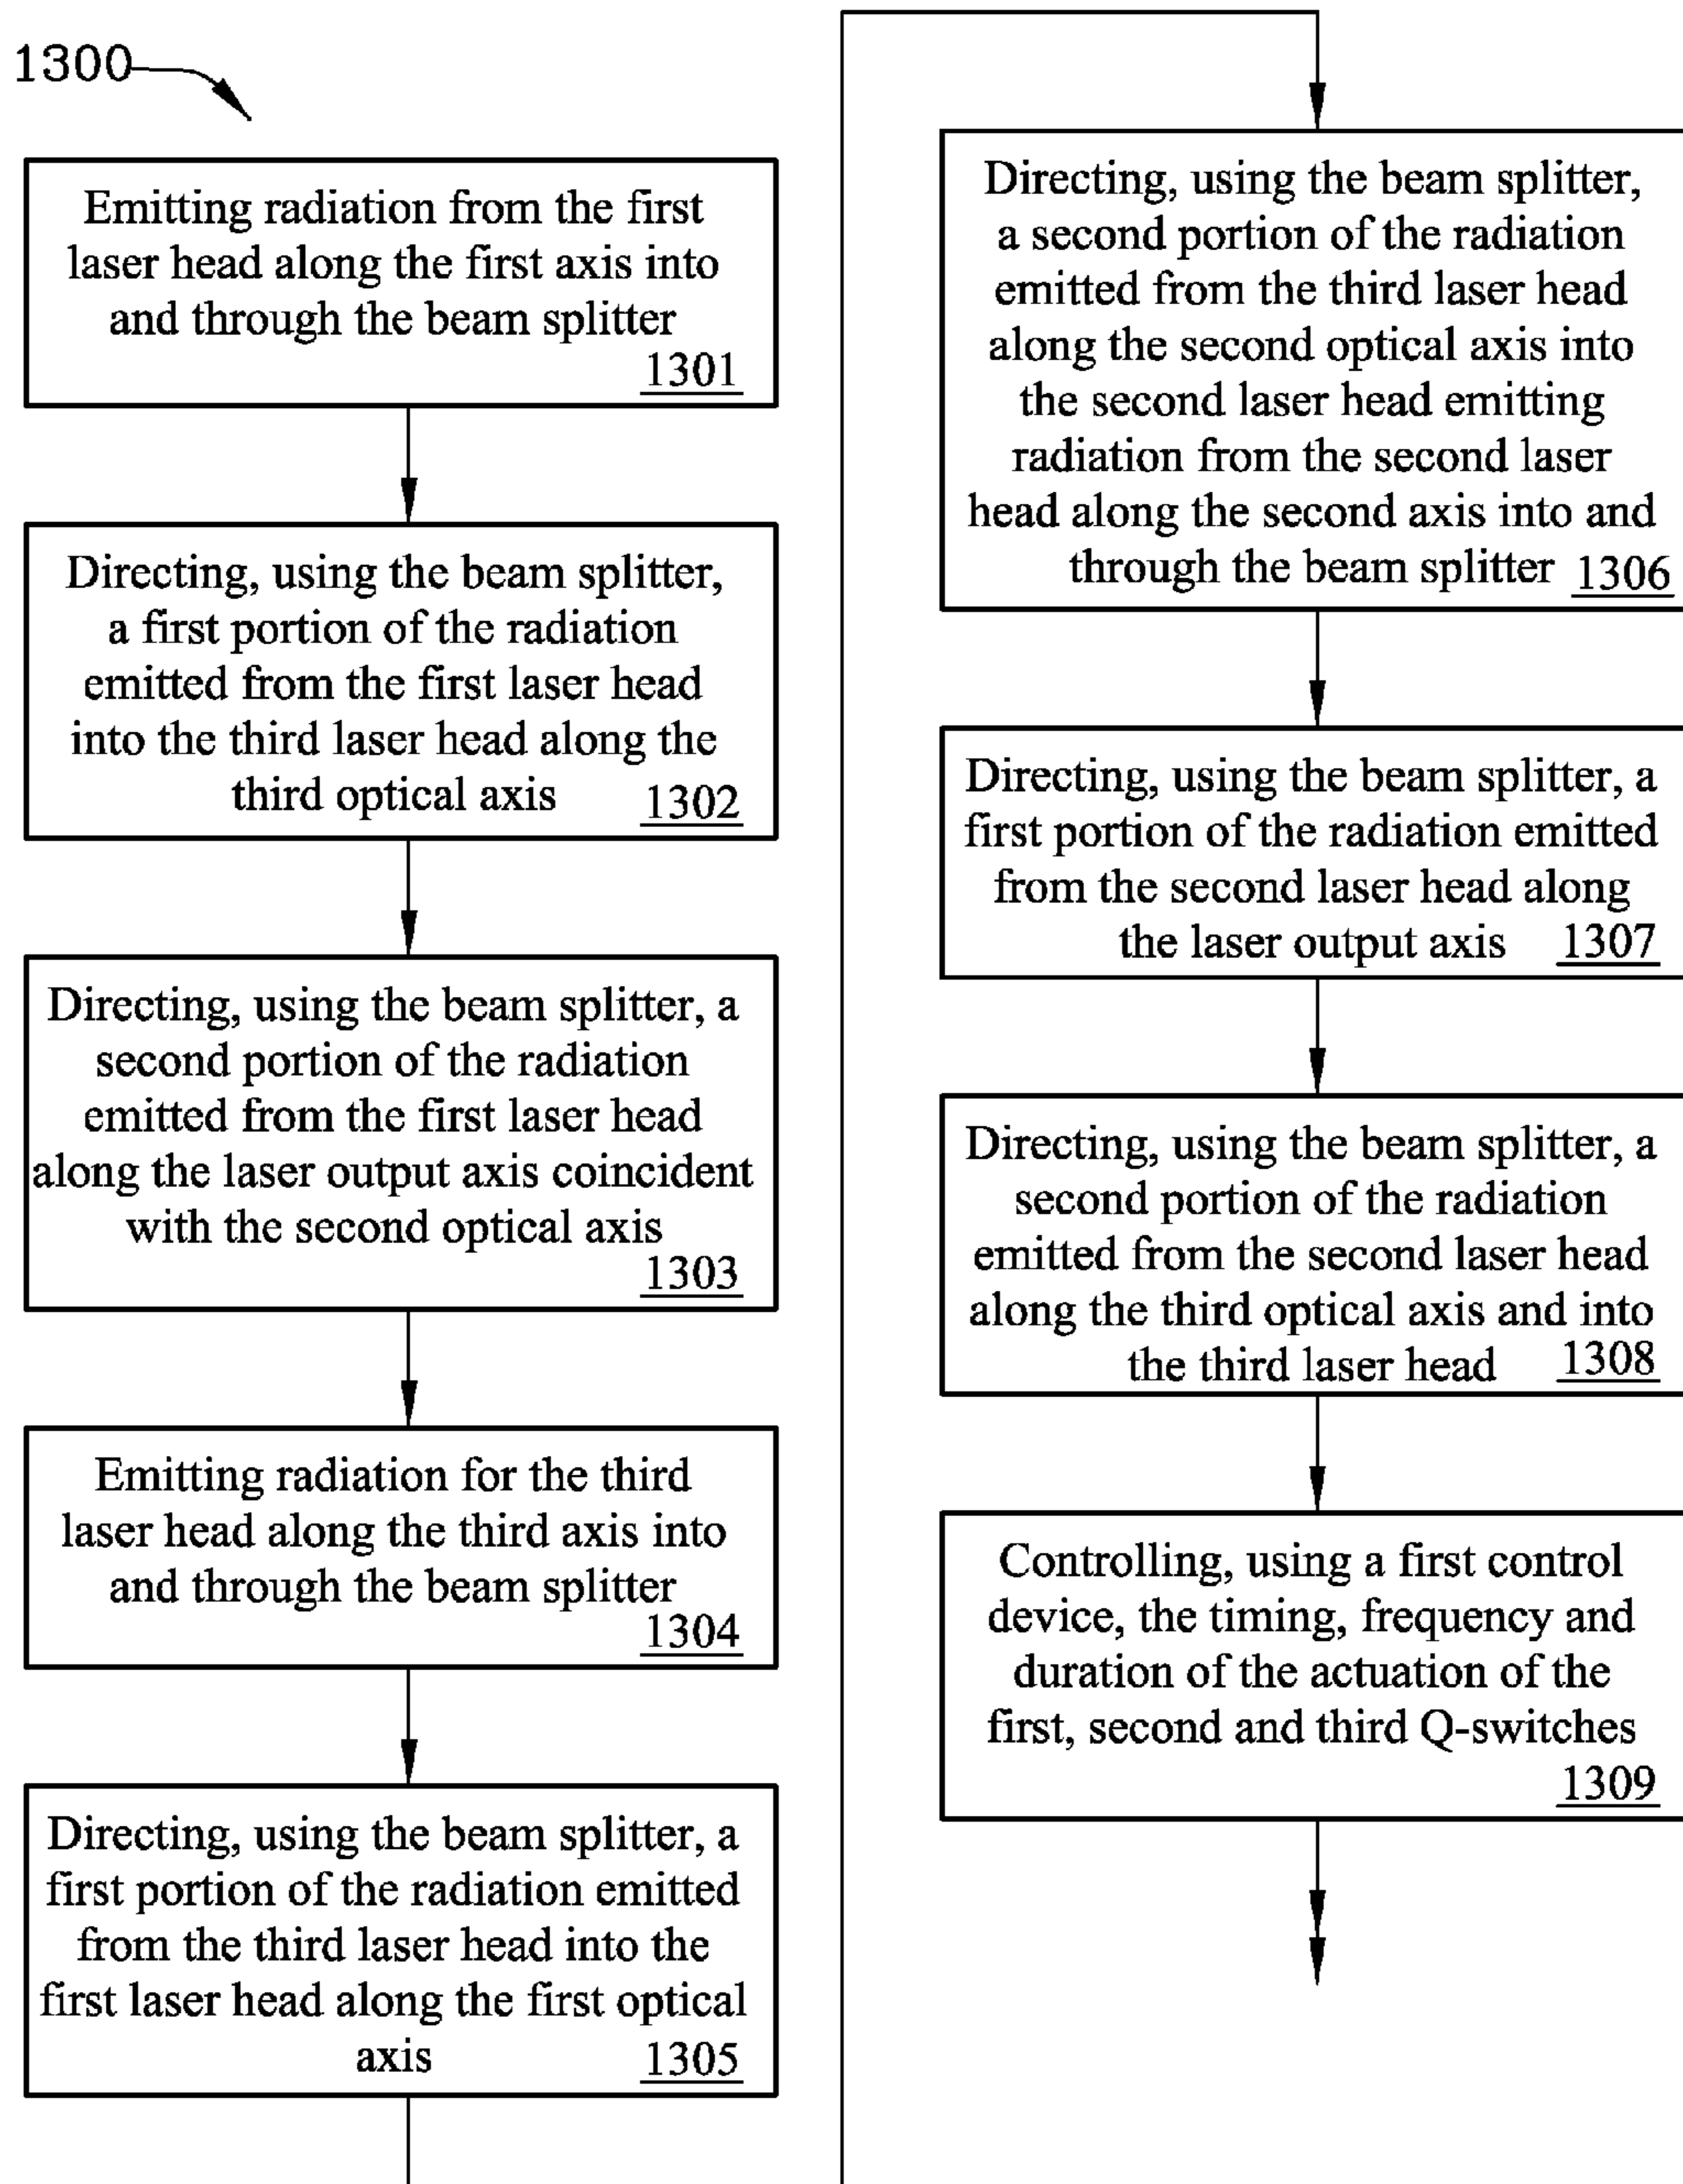 1300
Emitting radiation from the first
laser head along the first axis into
and through the beam splitter
1301
Directing, using the beam splitter,
a first portion of the radiation
emitted from the first laser head
into the third laser head along the
third optical axis 1302
Directing, using the beam splitter, a
second portion of the radiation
emitted from the first laser head
along the laser output axis coincident
with the second optical axis
1303
Emitting radiation for the third
laser head along the third axis into
and through the beam splitter
1304
Directing, using the beam splitter, a
first portion of the radiation emitted
from the third laser head into the
first laser head along the first optical
axis 1305
Directing, using the beam splitter,
a second portion of the radiation
emitted from the third laser head
along the second optical axis into
the second laser head emitting
radiation from the second laser
head along the second axis into and
through the beam splitter 1306
Directing, using the beam splitter, a
first portion of the radiation emitted
from the second laser head along
the laser output axis 1307
Directing, using the beam splitter, a
second portion of the radiation
emitted from the second laser head
along the third optical axis and into
the third laser head 1308
Controlling, using a first control
device, the timing, frequency and
duration of the actuation of the
first, second and third Q-switches
1309